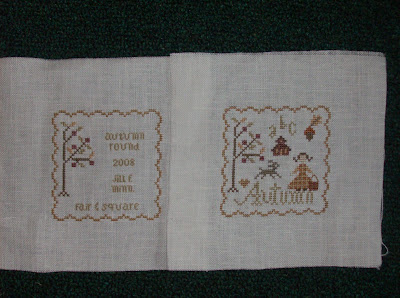 autumn
round
2008
fair & square
abc
Autumn